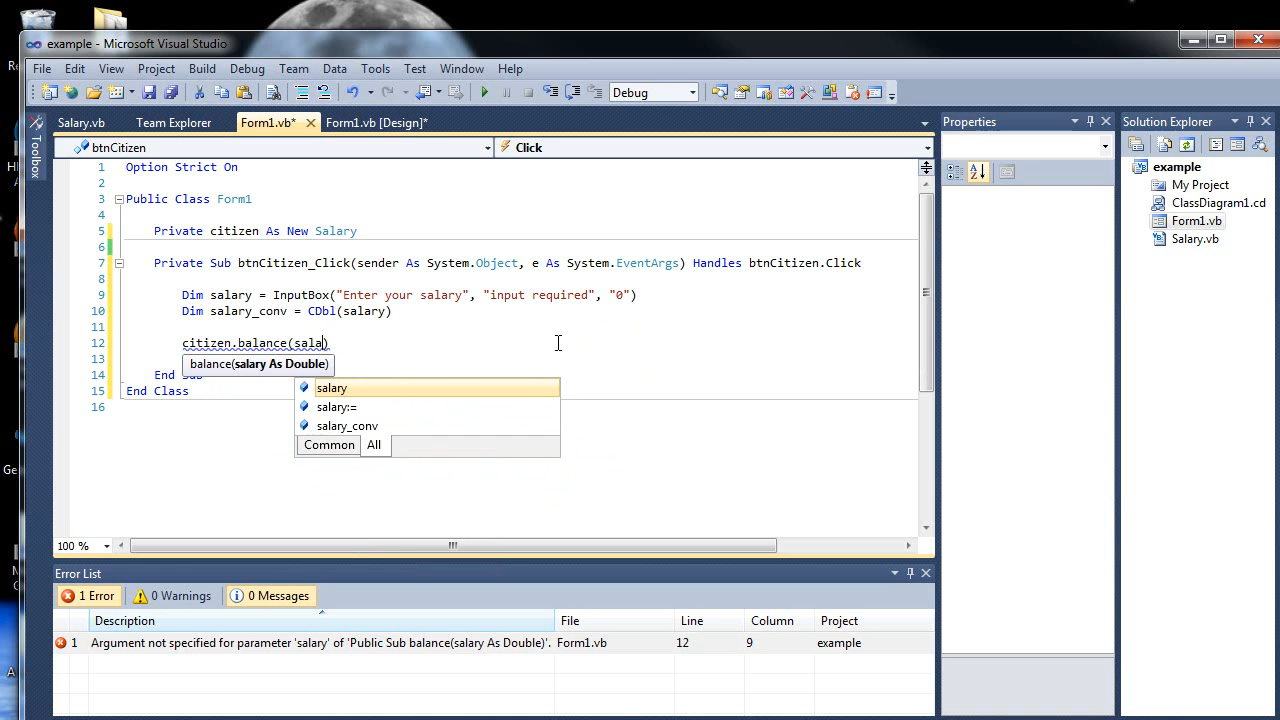 example - Microsoft Visual Studio
File Edit View Project Build Debug Team Data Tools Test Window Help
Debug
Salary.vb Team Explorer Form1.vb* Form1.vb [Design]*
Properties
Solution Explorer
Toolbox
btnCitizen Click
1 Option Strict On
2
3 Public Class Form1
4
5 Private citizen As New Salary
6
7 Private Sub btnCitizen_Click(sender As System.Object, e As System.EventArgs) Handles btnCitizen.Click
8
9 Dim salary = InputBox("Enter your salary", "input required", "0")
10 Dim salary_conv = CDbl(salary)
11
12 citizen.balance(sala)
13 balance(salary As Double)
14 End Sub
15 End Class
16
salary
salary:=
salary_conv
Common All
100 %
example
My Project
ClassDiagram1.cd
Form1.vb
Salary.vb
Error List
1 Error 0 Warnings 0 Messages
Description File Line Column Project
1 Argument not specified for parameter 'salary' of 'Public Sub balance(salary As Double)'. Form1.vb 12 9 example